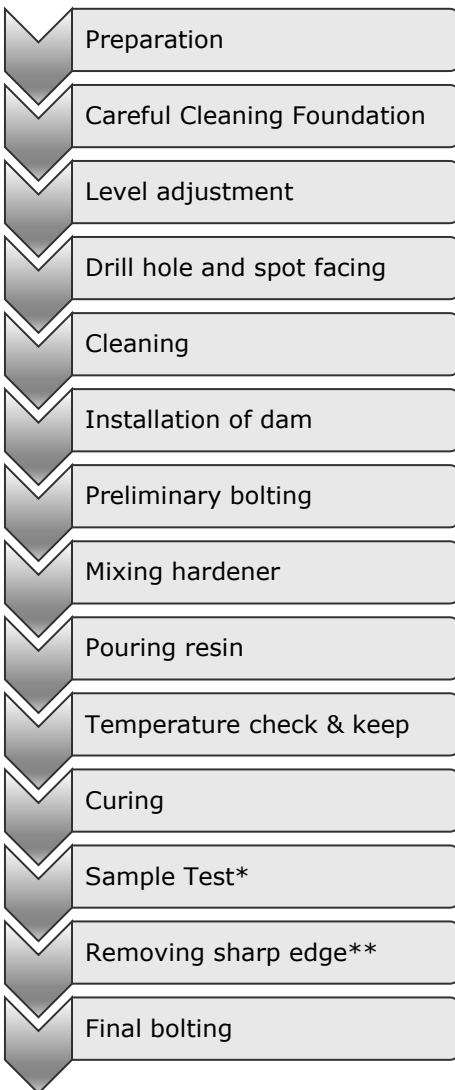 Preparation
Careful Cleaning Foundation
Level adjustment
Drill hole and spot facing
Cleaning
Installation of dam
Preliminary bolting
Mixing hardener
Pouring resin
Temperature check & keep
Curing
Sample Test*
Removing sharp edge**
Final bolting